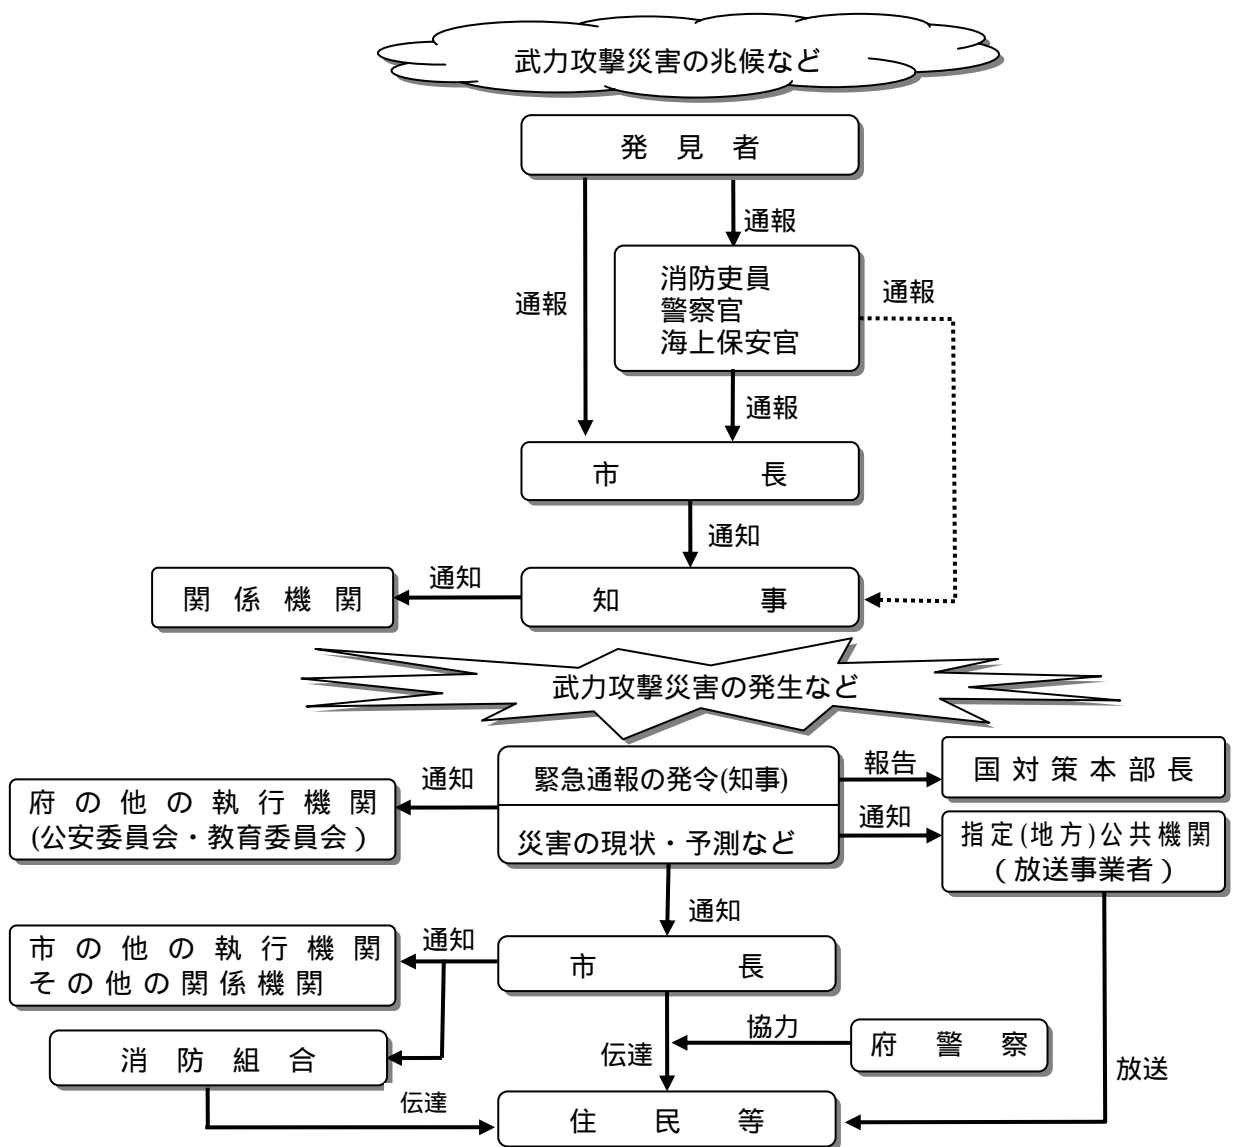 武力攻撃災害の兆候など
発見者
通報
通報
消防吏員
警察官
海上保安官
通報
通報
市長
通知
通知
関係機関
知事
武力攻撃災害の発生など
緊急通報の発令(知事)
災害の現状・予測など
報告
国対策本部長
通知
府の他の執行機関
(公安委員会・教育委員会)
通知
指定(地方)公共機関
(放送事業者)
通知
市の他の執行機関
その他の関係機関
通知
市長
消防組合
伝達
協力
府警察
放送
伝達
住民等